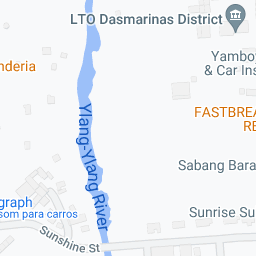 LTO Dasmarinas District
Yambo
& Car Ins
nderia
FASTBREA
RE
Ylang-Ylang River
Sabang Bara
graph
som para carros
Sunrise Su
Sunshine St